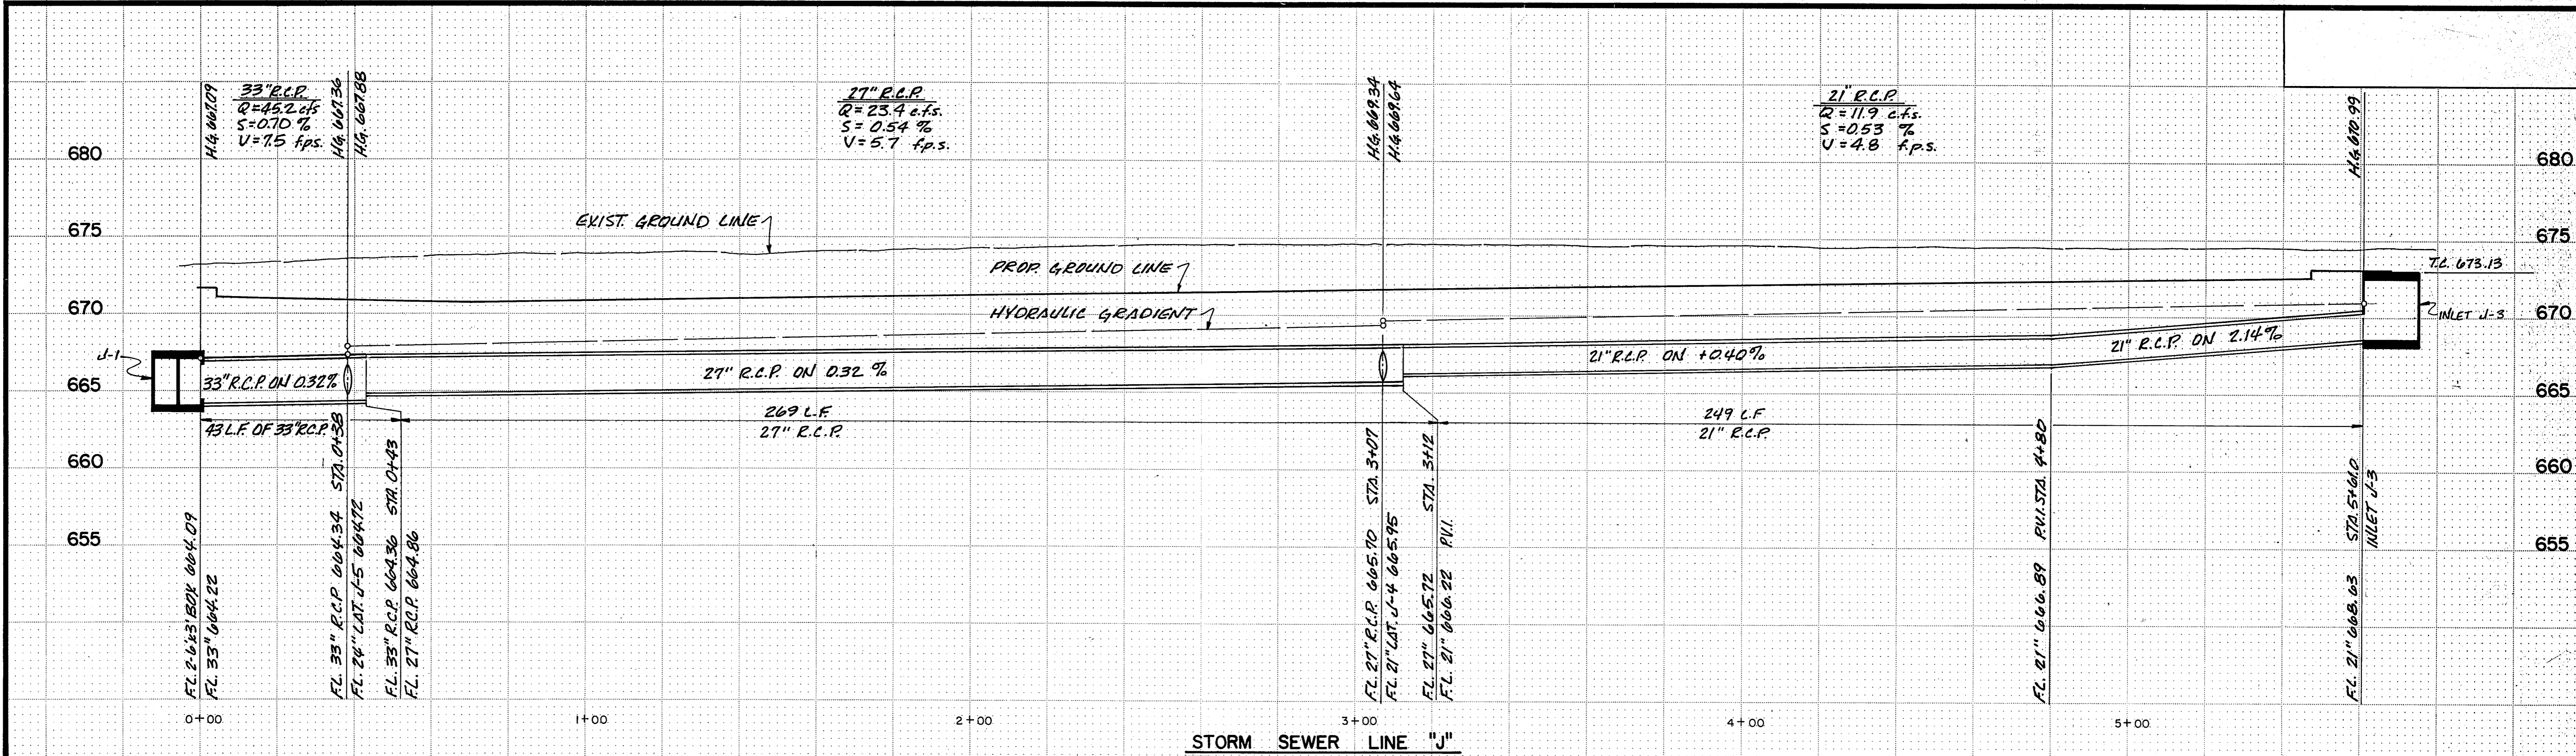 H.G. 667.09
33" R.C.P.
Q=45.2 cfs
S=0.70 %
V=7.5 f.p.s.
H.G. 667.36
H.G. 667.88
27" R.C.P.
Q = 23.4 c.f.s.
S = 0.54 %
V = 5.7 f.p.s.
H.G. 669.34
H.G. 669.64
21" R.C.P.
Q = 11.9 c.f.s.
S = 0.53 %
V = 4.8 f.p.s.
H.G. 670.99
680
680
EXIST. GROUND LINE
675
675
PROP. GROUND LINE
T.C. 673.13
670
HYDRAULIC GRADIENT
670
INLET J-3
J-1
33" R.C.P. ON 0.32%
27" R.C.P. ON 0.32 %
21" R.C.P. ON +0.40%
21" R.C.P. ON 2.14%
665
665
43 L.F. OF 33" R.C.P.
269 L.F.
27" R.C.P.
249 L.F
21" R.C.P.
660
660
655
655
F.L. 2-6'x3' BOX 664.09
F.L. 33" 664.22
F.L. 33" R.C.P. 664.34 STA. 0+38
F.L. 24" LAT. J-5 664.72
F.L. 33" R.C.P. 664.36 STA. 0+43
F.L. 27" R.C.P. 664.86
F.L. 27" R.C.P. 665.70 STA. 3+07
F.L. 21" LAT. J-4 665.95
F.L. 27" 665.72 STA. 3+12
F.L. 21" 666.22 P.V.I.
F.L. 21" 666.89 P.V.I. STA. 4+80
F.L. 21" 668.63 STA. 5+61.0
INLET J-3
0+00
1+00
2+00
3+00
4+00
5+00
STORM SEWER LINE "J"